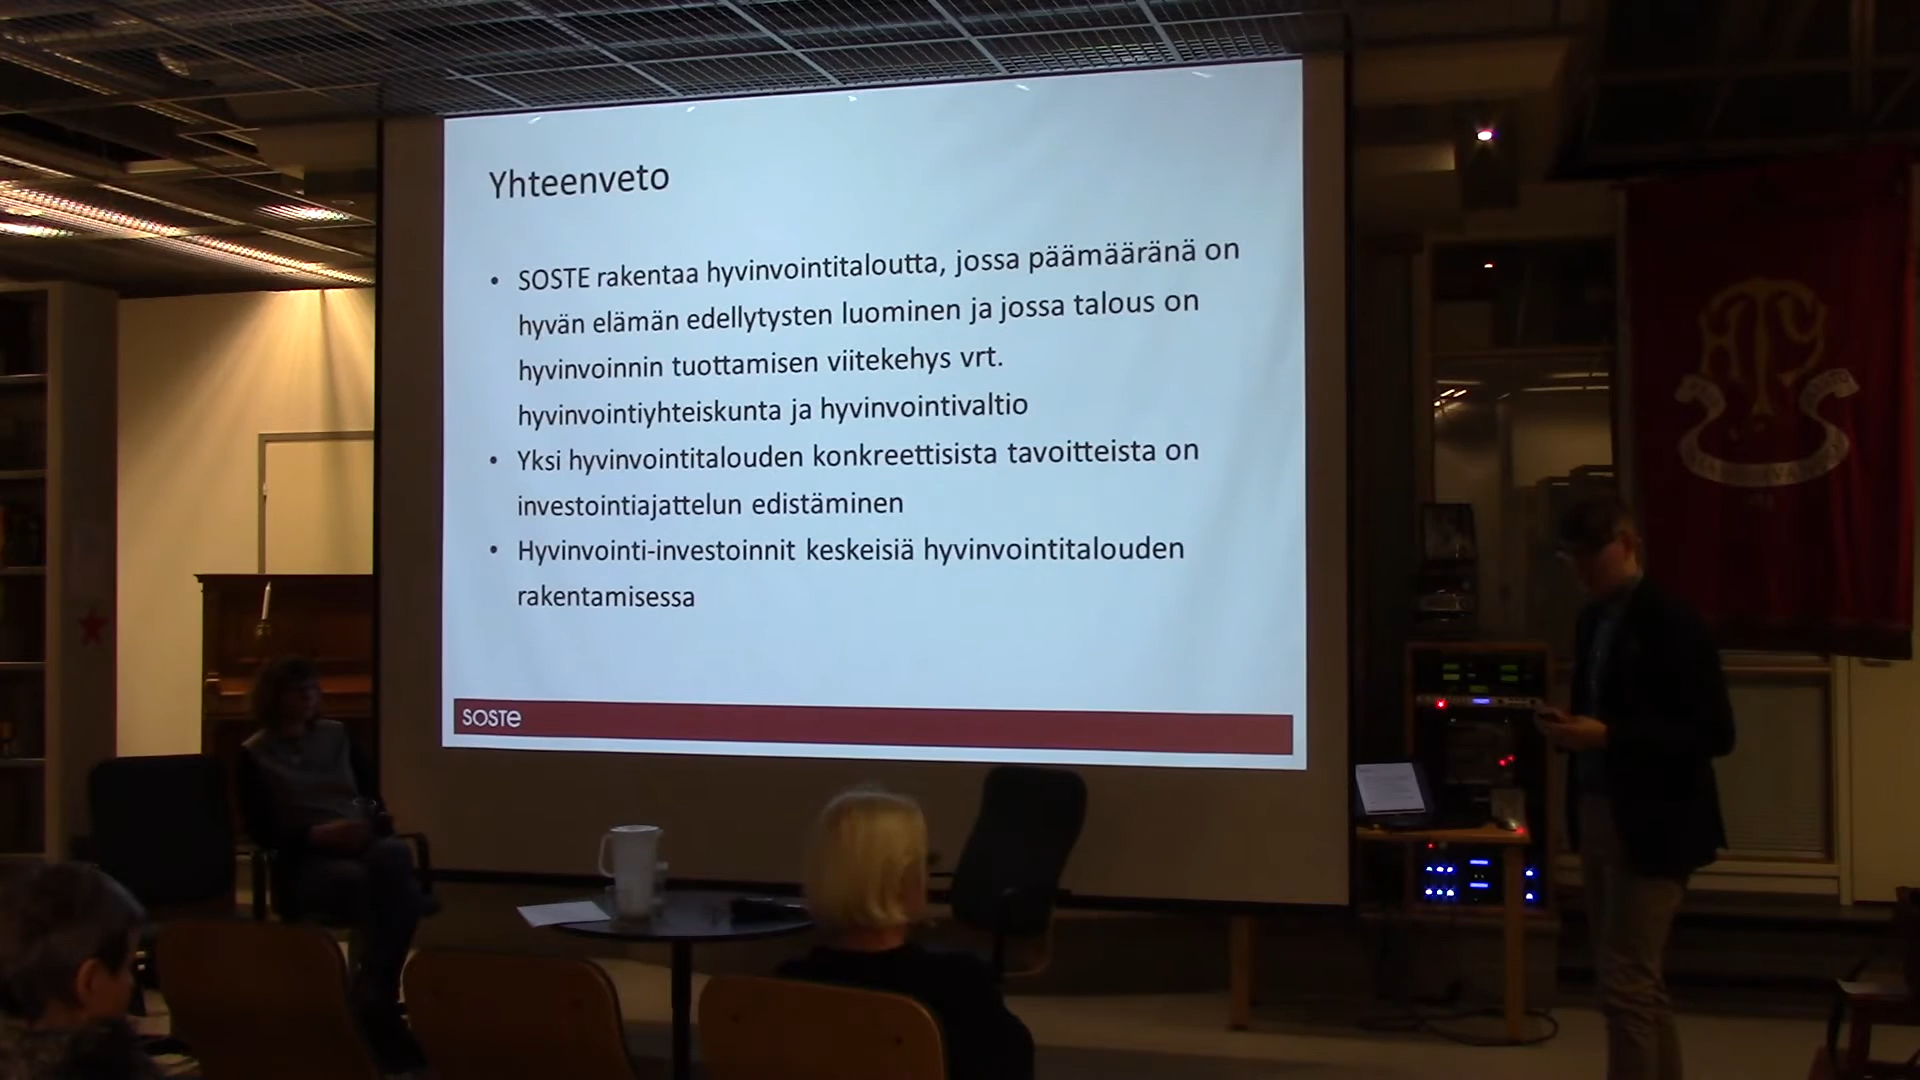 Yhteenveto
• SOSTE rakentaa hyvinvointitaloutta, jossa päämääränä on
hyvän elämän edellytysten luominen ja jossa talous on
hyvinvoinnin tuottamisen viitekehys vrt.
hyvinvointiyhteiskunta ja hyvinvointivaltio
• Yksi hyvinvointitalouden konkreettisista tavoitteista on
investointiajattelun edistäminen
• Hyvinvointi-investoinnit keskeisiä hyvinvointitalouden
rakentamisessa
soste
ATY